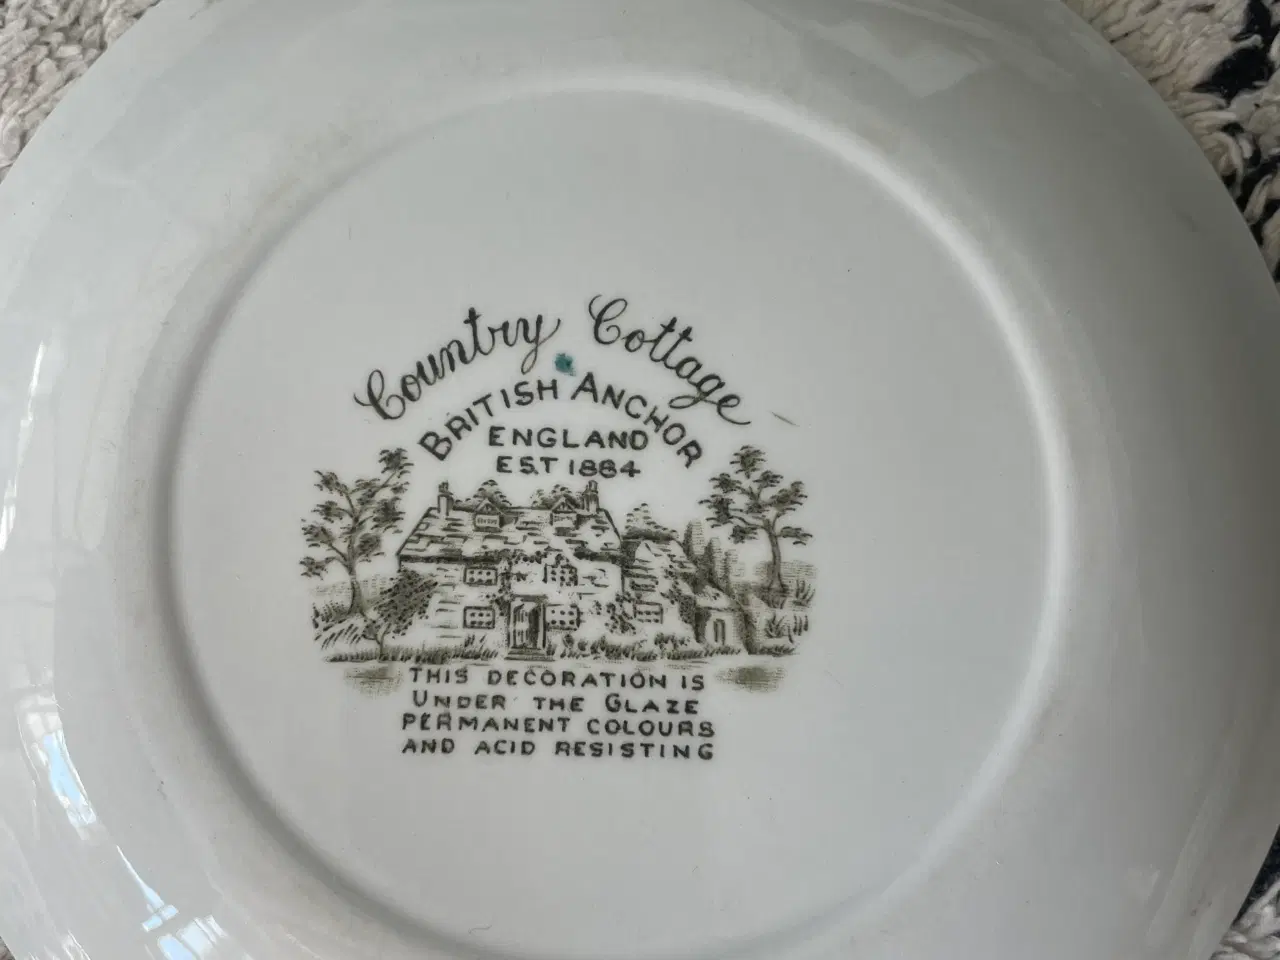 Country Cottage
BRITISH ANCHOR
ENGLAND
EST 1884
THIS DECORATION IS
UNDER THE GLAZE
PERMANENT COLOURS
AND ACID RESISTING